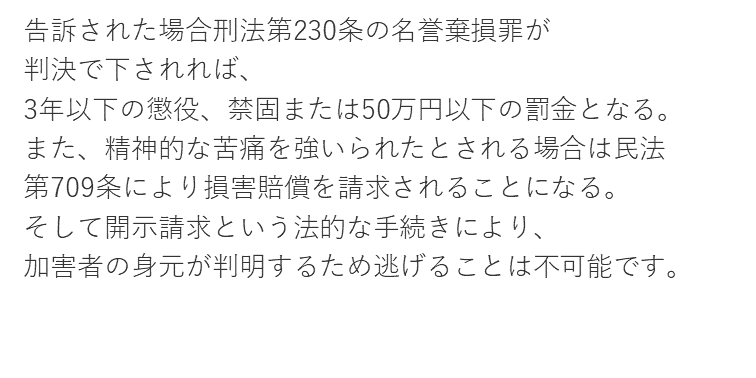 告訴された場合刑法第230条の名誉棄損罪が
判決で下されれば、
3年以下の懲役、禁固または50万円以下の罰金となる。
また、精神的な苦痛を強いられたとされる場合は民法
第709条により損害賠償を請求されることになる。
そして開示請求という法的な手続きにより、
加害者の身元が判明するため逃げることは不可能です。